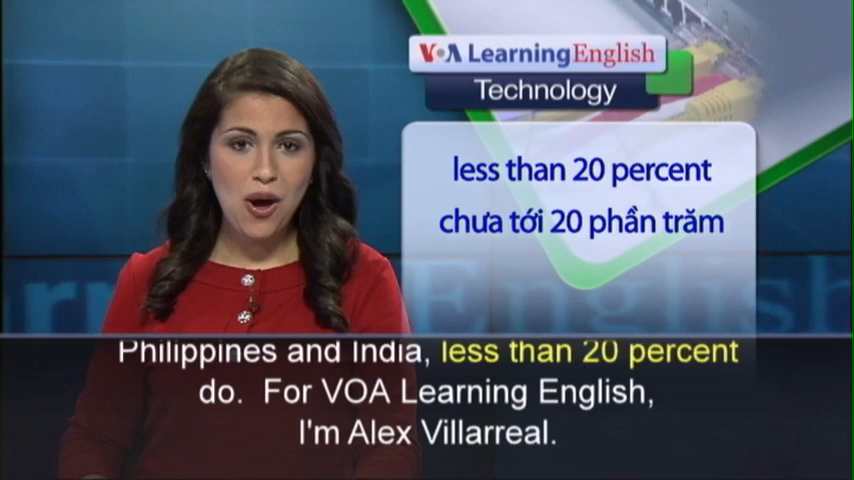 VOA Learning English
Technology
less than 20 percent
chưa tới 20 phần trăm
Philippines and India, less than 20 percent
do. For VOA Learning English,
I'm Alex Villarreal.